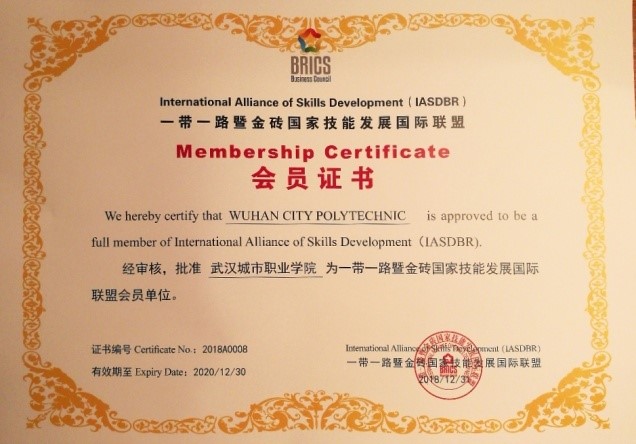 BRICS
Business Council
International Alliance of Skills Development（IASDBR）
一带一路暨金砖国家技能发展国际联盟
Membership Certificate
会员证书
We hereby certify that WUHAN CITY POLYTECHNIC is approved to be a
full member of International Alliance of Skills Development（IASDBR).
经审核，批准 武汉城市职业学院 为一带一路暨金砖国家技能发展国际
联盟会员单位。
证书编号 Certificate No.：2018A0008
有效期至 Expiry Date：2020/12/30
International Alliance of Skills Development（IASDBR）
一带一路暨金砖国家技能发展国际联盟
BRICS
2018/12/31